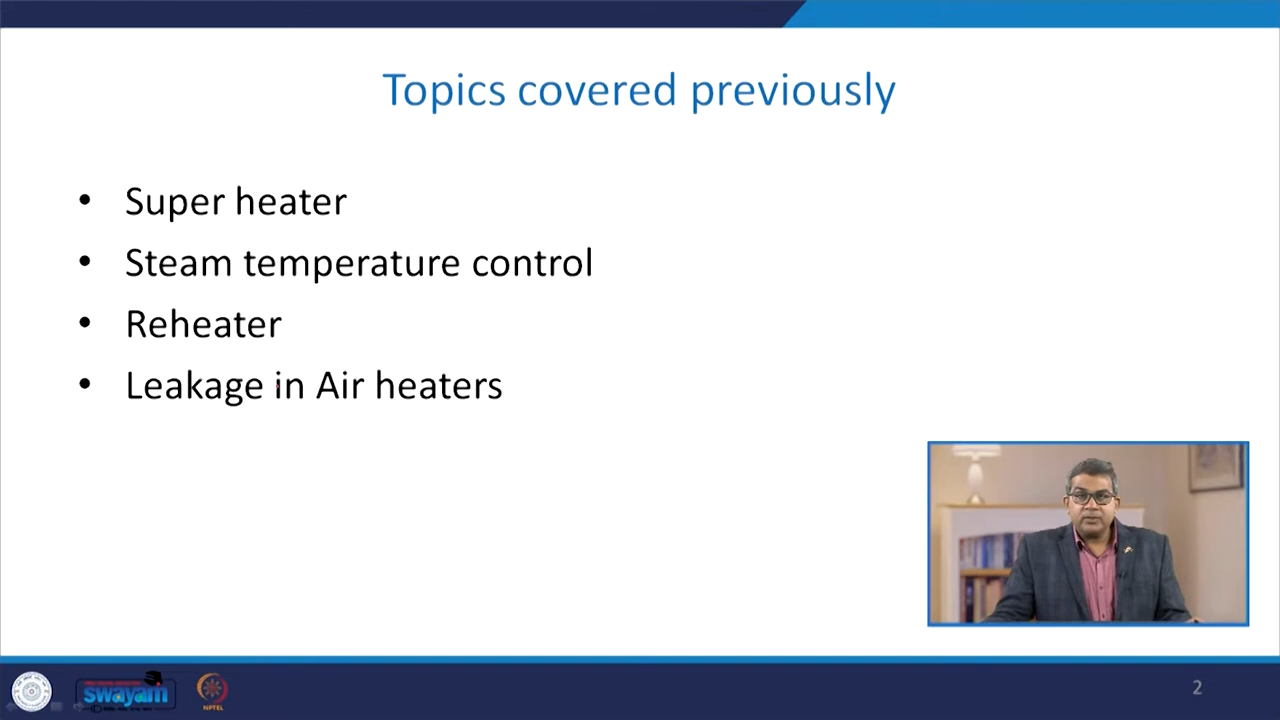 Topics covered previously
• Super heater
• Steam temperature control
• Reheater
• Leakage in Air heaters
swayam
NPTEL
2